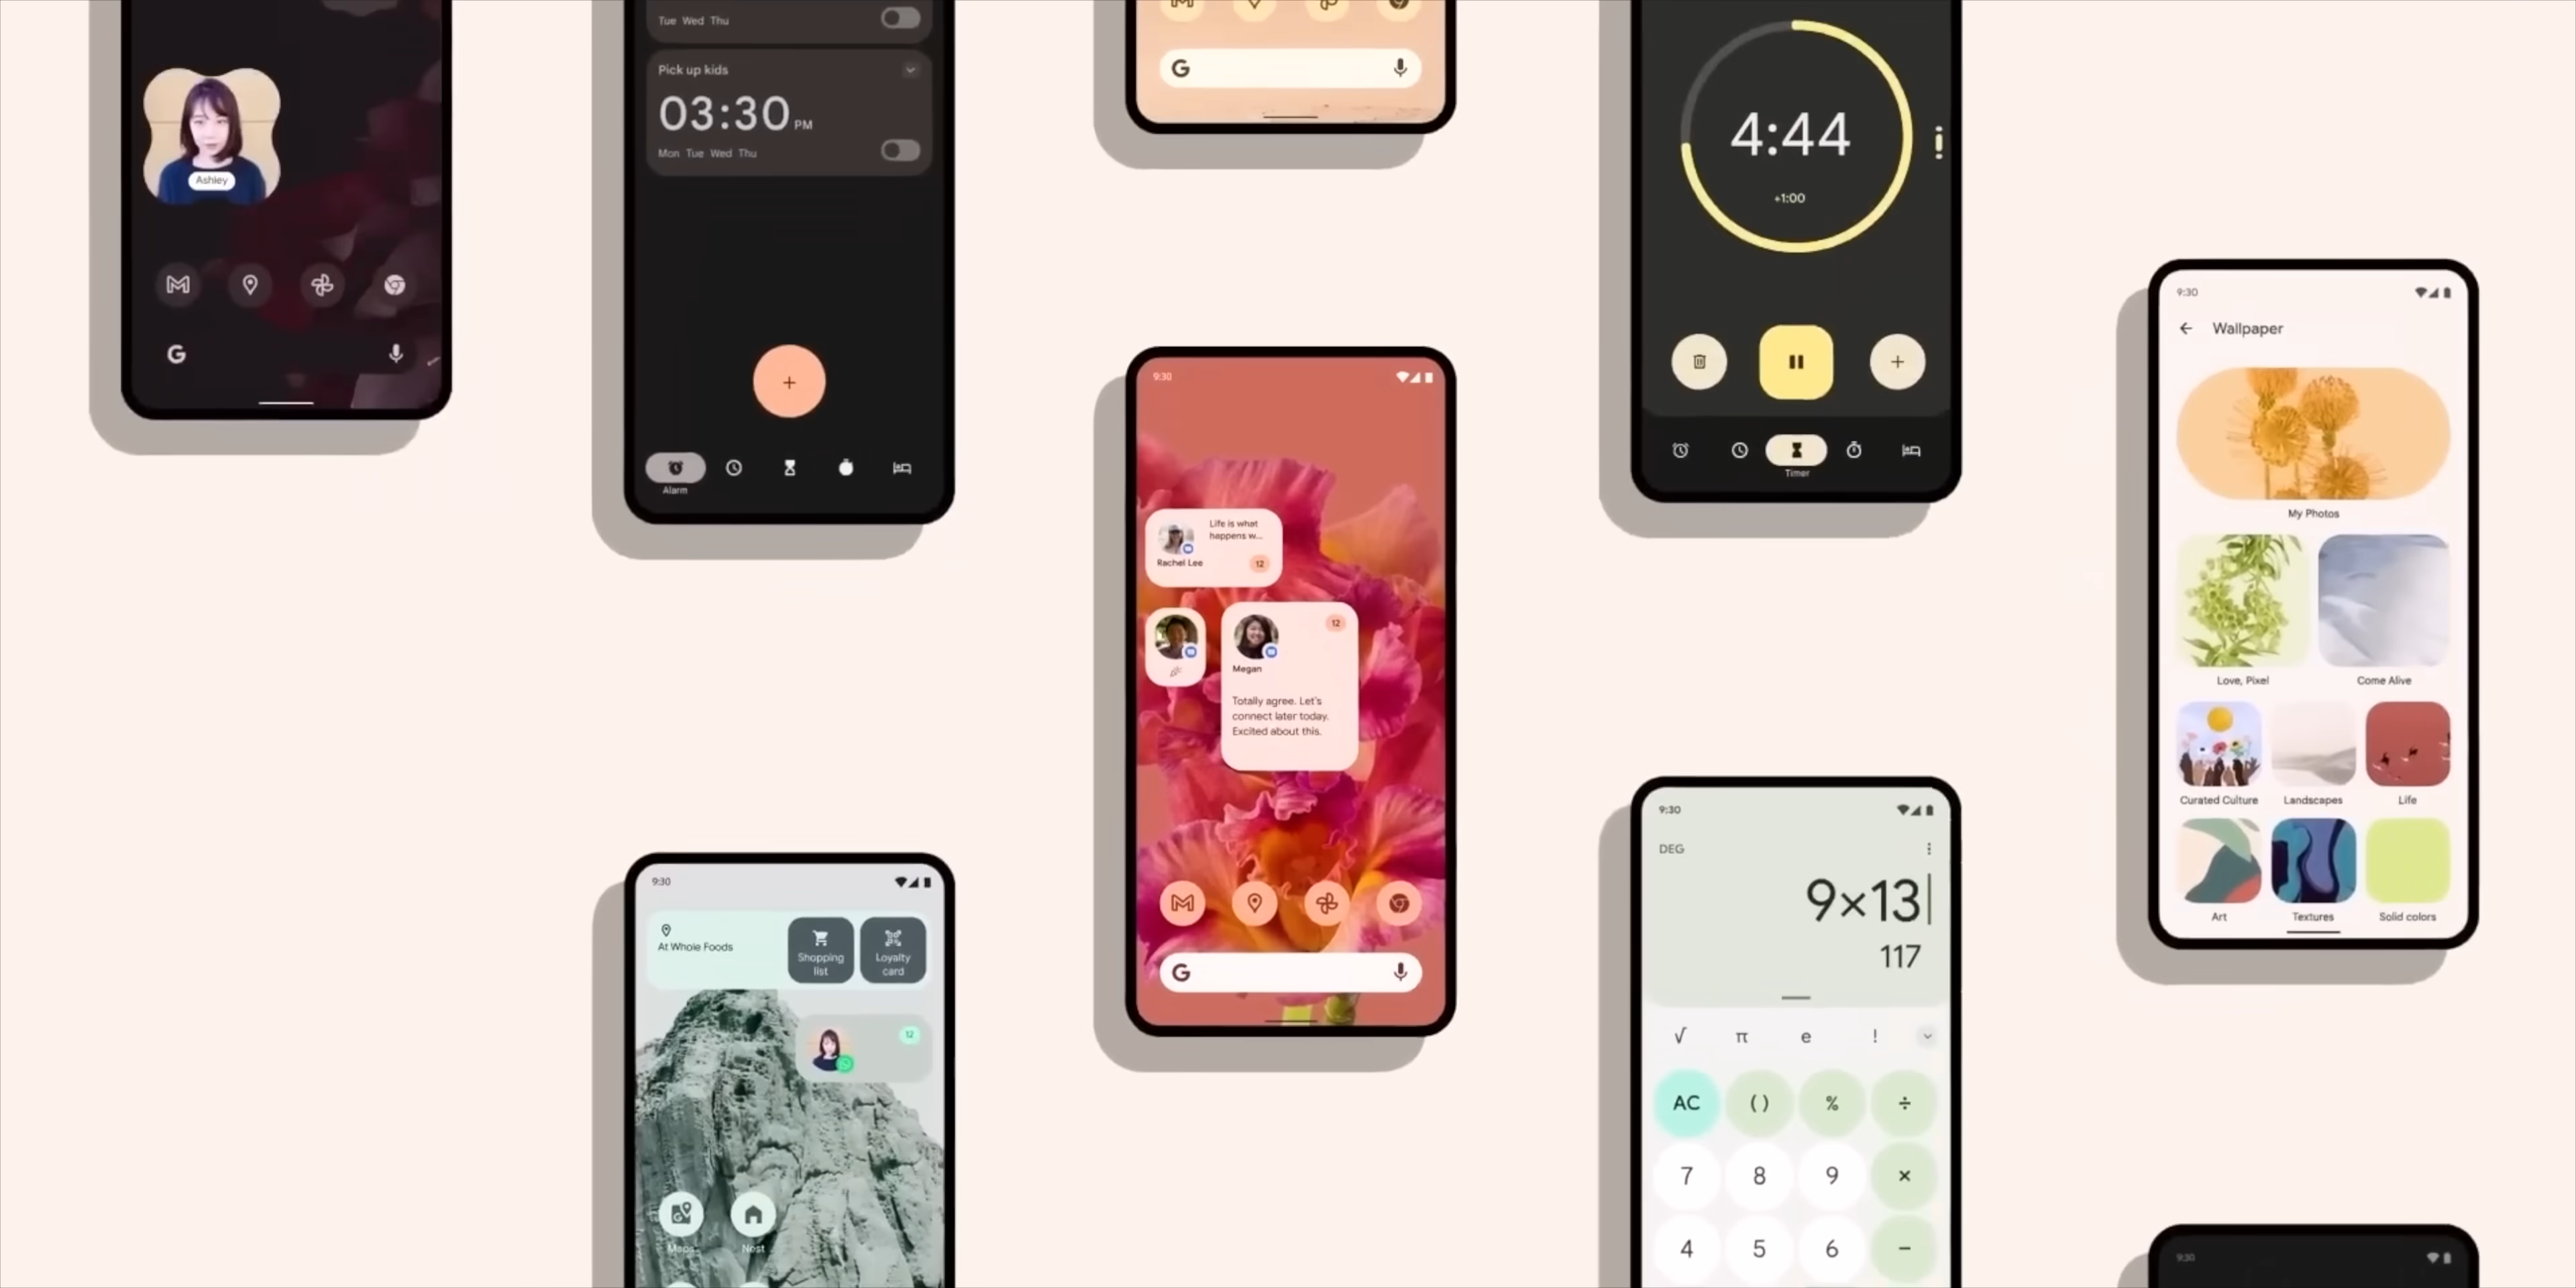 Ashley
G
Tue Wed Thu
Pick up kids
03:30 PM
Mon Tue Wed Thu
+
Alarm
9:30
At Whole Foods
Shopping
list
Loyalty
card
12
Maps
Nest
G
9:30
Life is what
happens w...
Rachel Lee
12
12
Megan
Totally agree. Let's
connect later today.
Excited about this.
G
4:44
+1:00
+
Timer
9:30
DEG
9×13
117
√ π e !
AC ( ) % ÷
7 8 9 ×
4 5 6 −
9:30
Wallpaper
My Photos
Love, Pixel
Come Alive
Curated Culture
Landscapes
Life
Art
Textures
Solid colors
9:30